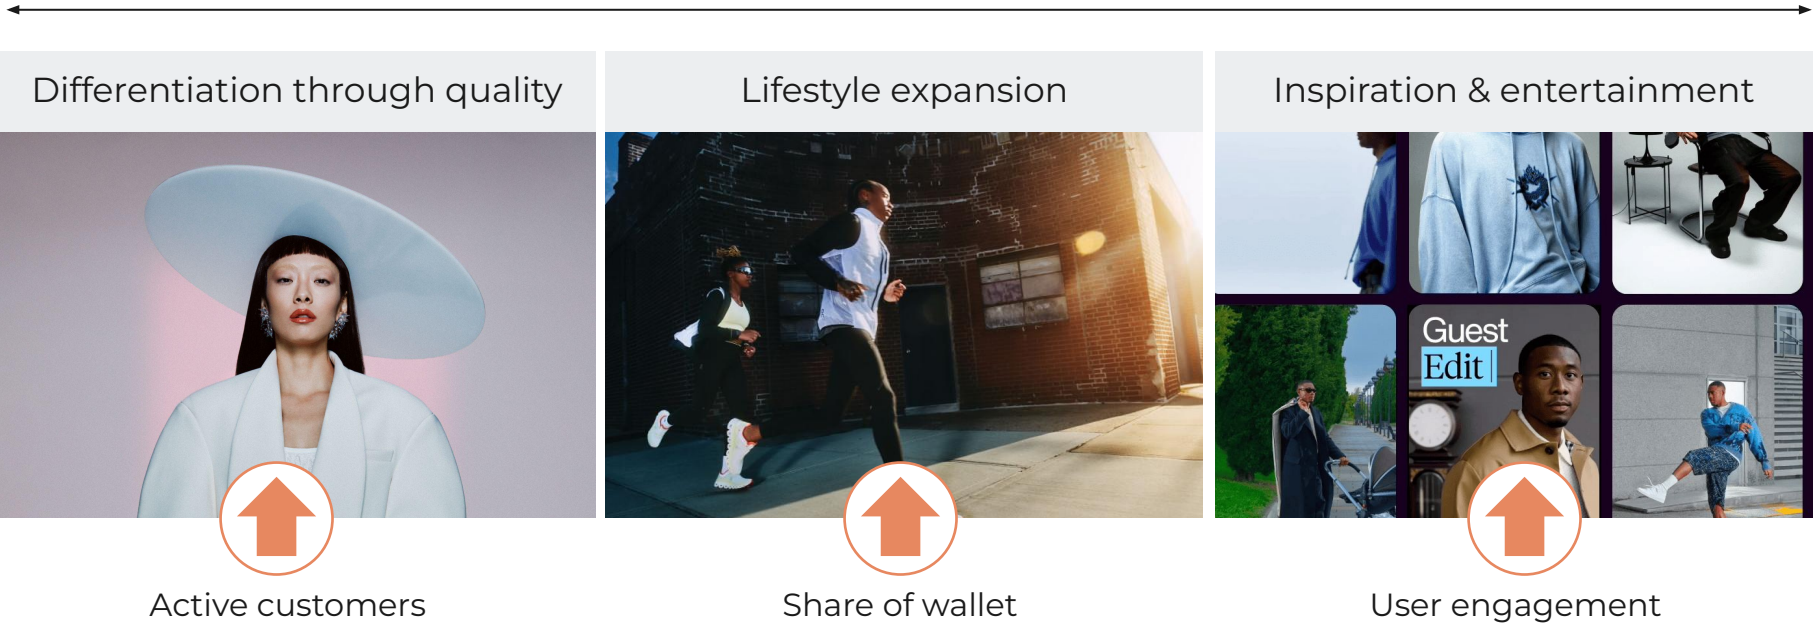 Differentiation through quality
Lifestyle expansion
Inspiration & entertainment
Guest
Edit
Active customers
Share of wallet
User engagement